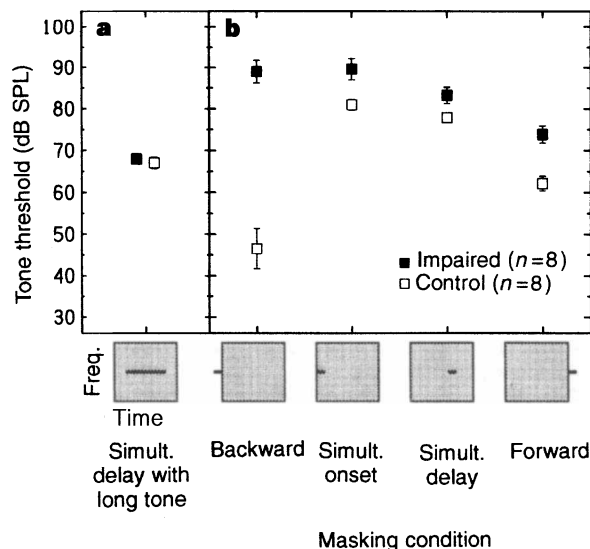 a
b
Tone threshold (dB SPL)
100
90
80
70
60
50
40
30
■ Impaired (n=8)
□ Control (n=8)
Freq.
Time
Simult.
delay with
long tone
Backward
Simult.
onset
Simult.
delay
Forward
Masking condition